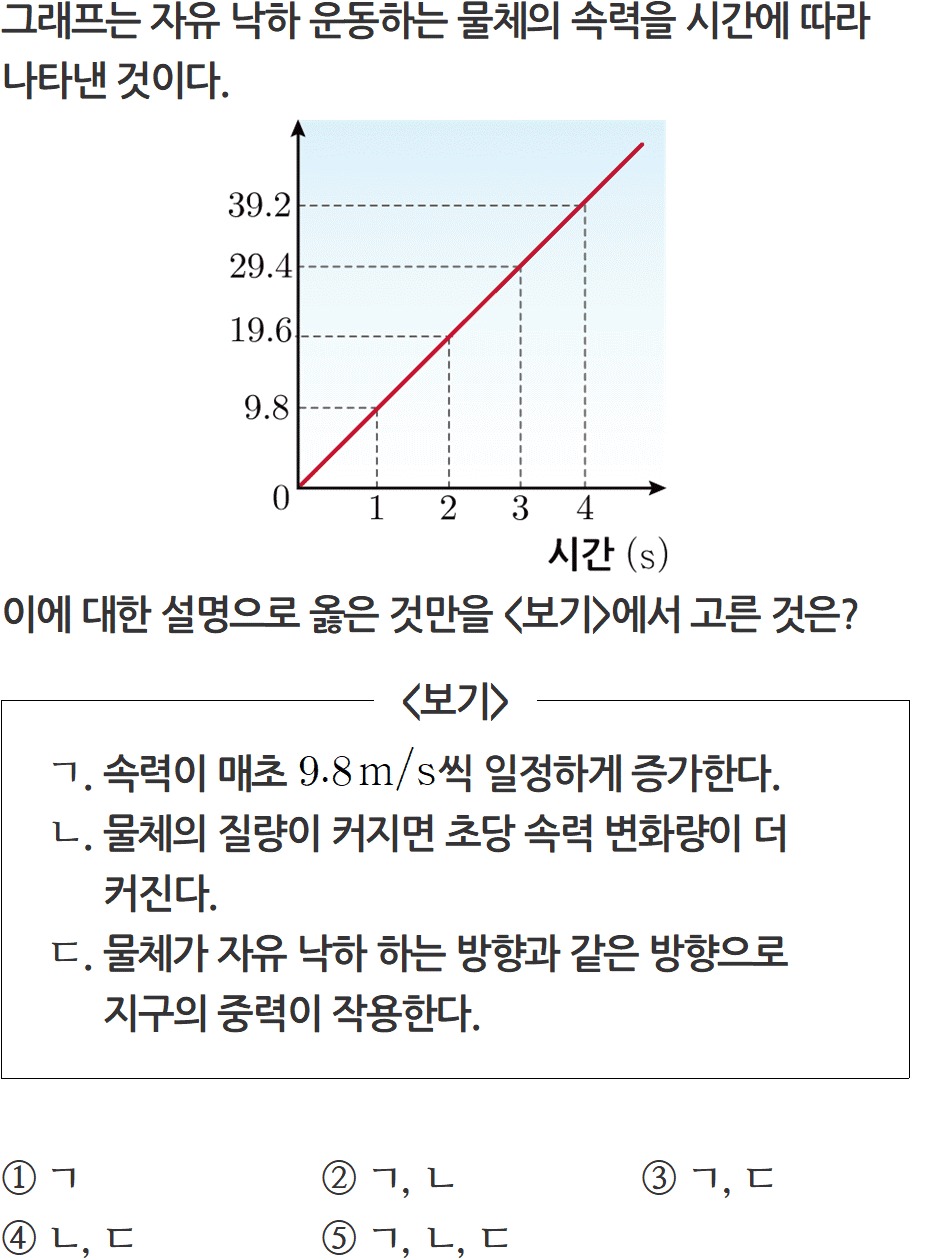 그래프는 자유 낙하 운동하는 물체의 속력을 시간에 따라
나타낸 것이다.
39.2
29.4
19.6
9.8
0
1 2 3 4
시간 (s)
이에 대한 설명으로 옳은 것만을 <보기>에서 고른 것은?
<보기>
ㄱ. 속력이 매초 9.8 m/s씩 일정하게 증가한다.
ㄴ. 물체의 질량이 커지면 초당 속력 변화량이 더
커진다.
ㄷ. 물체가 자유 낙하 하는 방향과 같은 방향으로
지구의 중력이 작용한다.
① ㄱ ② ㄱ, ㄴ ③ ㄱ, ㄷ
④ ㄴ, ㄷ ⑤ ㄱ, ㄴ, ㄷ